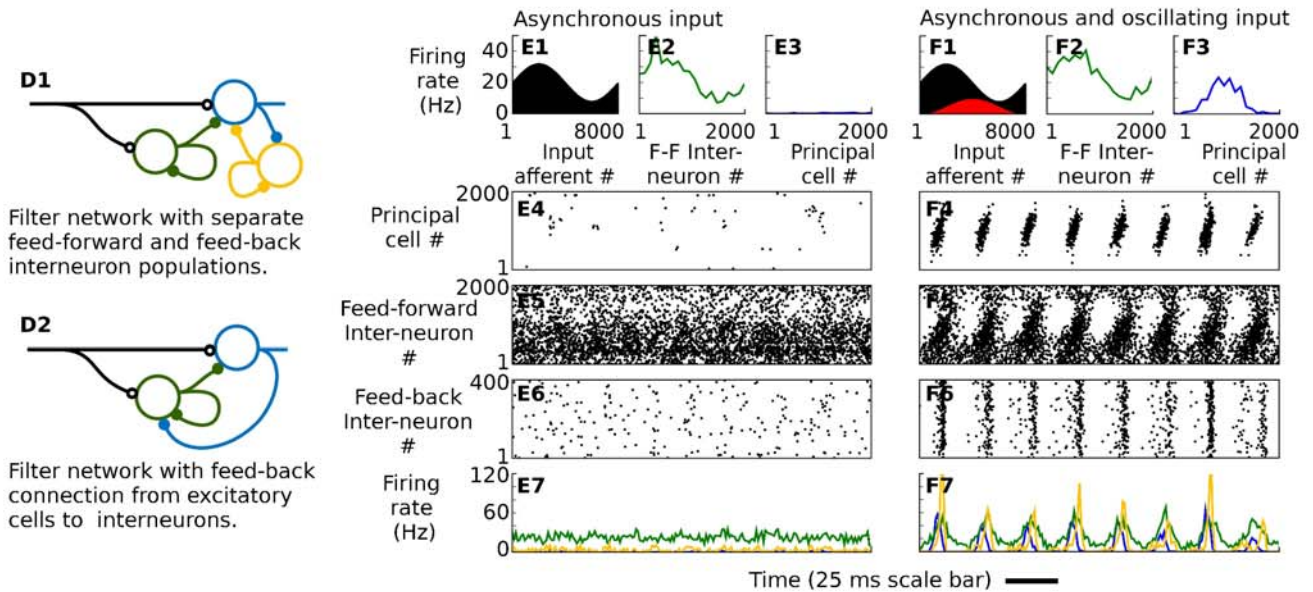 D1
Filter network with separate
feed-forward and feed-back
interneuron populations.
D2
Filter network with feed-back
connection from excitatory
cells to interneurons.
Asynchronous input
Firing
rate
(Hz)
40
20
0
E1
E2
E3
1 8000
1 2000
1 2000
Input
afferent #
F-F Inter-
neuron #
Principal
cell #
Asynchronous and oscillating input
F1
F2
F3
1 8000
1 2000
1 2000
Input
afferent #
F-F Inter-
neuron #
Principal
cell #
Principal
cell #
2000
1
E4
F4
Feed-forward
Inter-neuron
#
2000
1
E5
F5
Feed-back
Inter-neuron
#
400
1
E6
F6
Firing
rate
(Hz)
120
60
0
E7
F7
Time (25 ms scale bar)